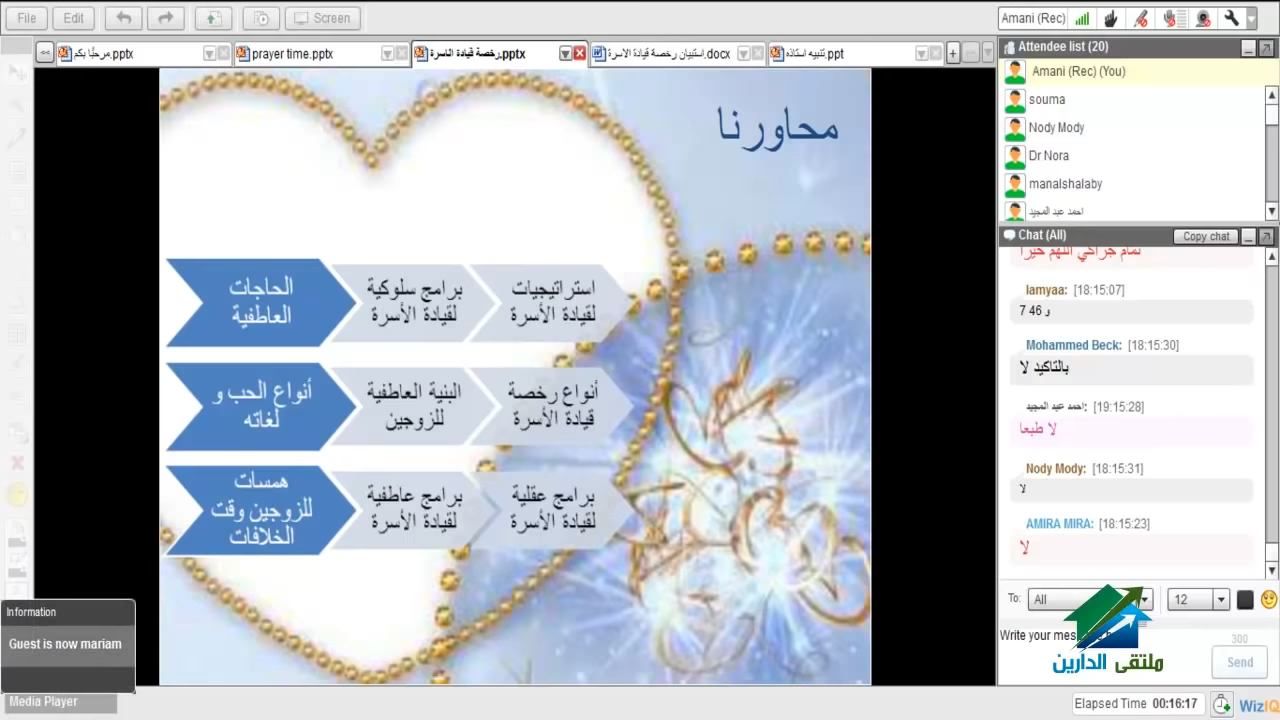 File
Edit
Screen
Amani (Rec)
مرحبًا بكم.pptx
prayer time.pptx
رخصة قيادة الاسرة.pptx
استبيان رخصة قيادة الاسرة.docx
تنبيه استاذه.ppt
محاورنا
استراتيجيات
لقيادة الأسرة
برامج سلوكية
لقيادة الأسرة
الحاجات
العاطفية
أنواع رخصة
قيادة الأسرة
البنية العاطفية
للزوجين
أنواع الحب و
لغاته
برامج عقلية
لقيادة الأسرة
برامج عاطفية
لقيادة الأسرة
همسات
للزوجين وقت
الخلافات
Attendee list (20)
Amani (Rec) (You)
souma
Nody Mody
Dr Nora
manalshalaby
احمد عبد المجيد
Chat (All)
Copy chat
تمام جزاكي اللهم خيرا
lamyaa: [18:15:07]
و 46 7
Mohammed Beck: [18:15:30]
بالتاكيد لا
احمد عبد المجيد: [19:15:28]
لا طبعا
Nody Mody: [18:15:31]
لا
AMIRA MIRA: [18:15:23]
لا
To:
All
12
Write your mes
300
Send
ملتقى الدارين
Information
Guest is now mariam
Media Player
Elapsed Time 00:16:17
WizIQ